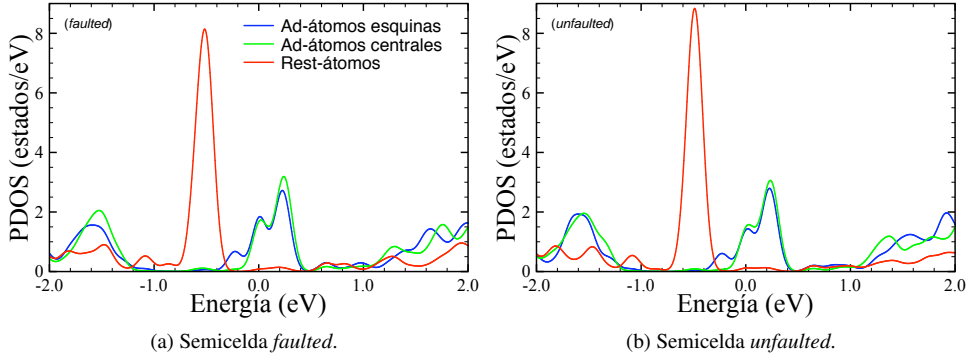 (faulted)
Ad-átomos esquinas
Ad-átomos centrales
Rest-átomos
PDOS (estados/eV)
8
6
4
2
0
-2.0 -1.0 0.0 1.0 2.0
Energía (eV)
(a) Semicelda faulted.
(unfaulted)
PDOS (estados/eV)
8
6
4
2
0
-2.0 -1.0 0.0 1.0 2.0
Energía (eV)
(b) Semicelda unfaulted.